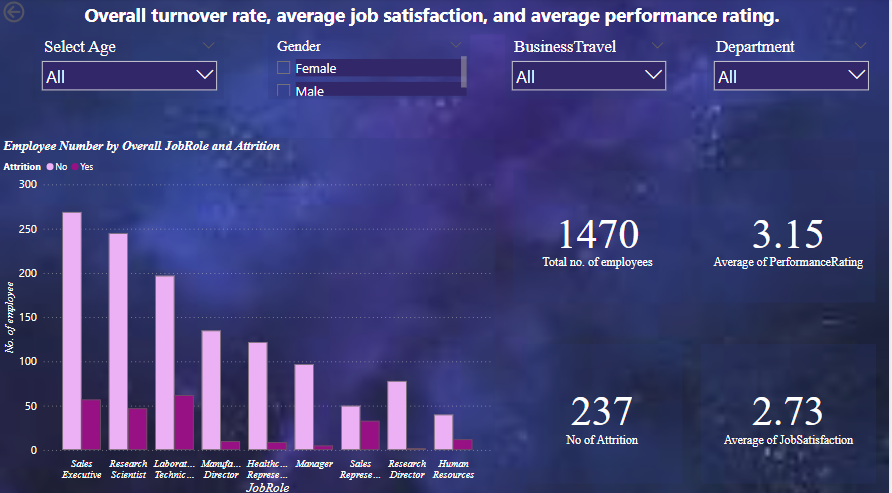 Overall turnover rate, average job satisfaction, and average performance rating.
Select Age
All
Gender
Female
Male
BusinessTravel
All
Department
All
Employee Number by Overall JobRole and Attrition
Attrition No Yes
300
250
200
150
100
50
0
No. of employee
Sales Executive
Research Scientist
Laborat... Technic...
Manufa... Director
Healthc... Represe...
Manager
Sales Represe...
Research Director
Human Resources
JobRole
1470
Total no. of employees
3.15
Average of PerformanceRating
237
No of Attrition
2.73
Average of JobSatisfaction